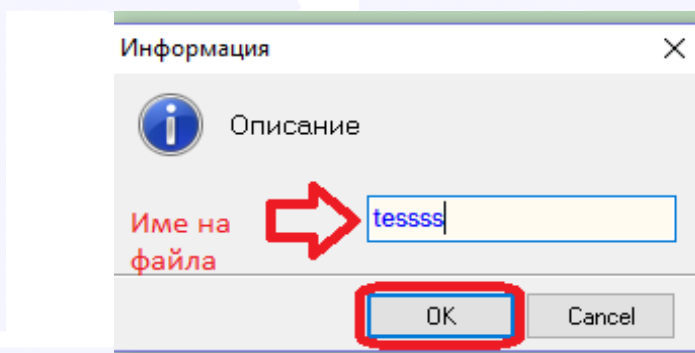 Информация
Описание
Име на
файла
tessss
OK
Cancel